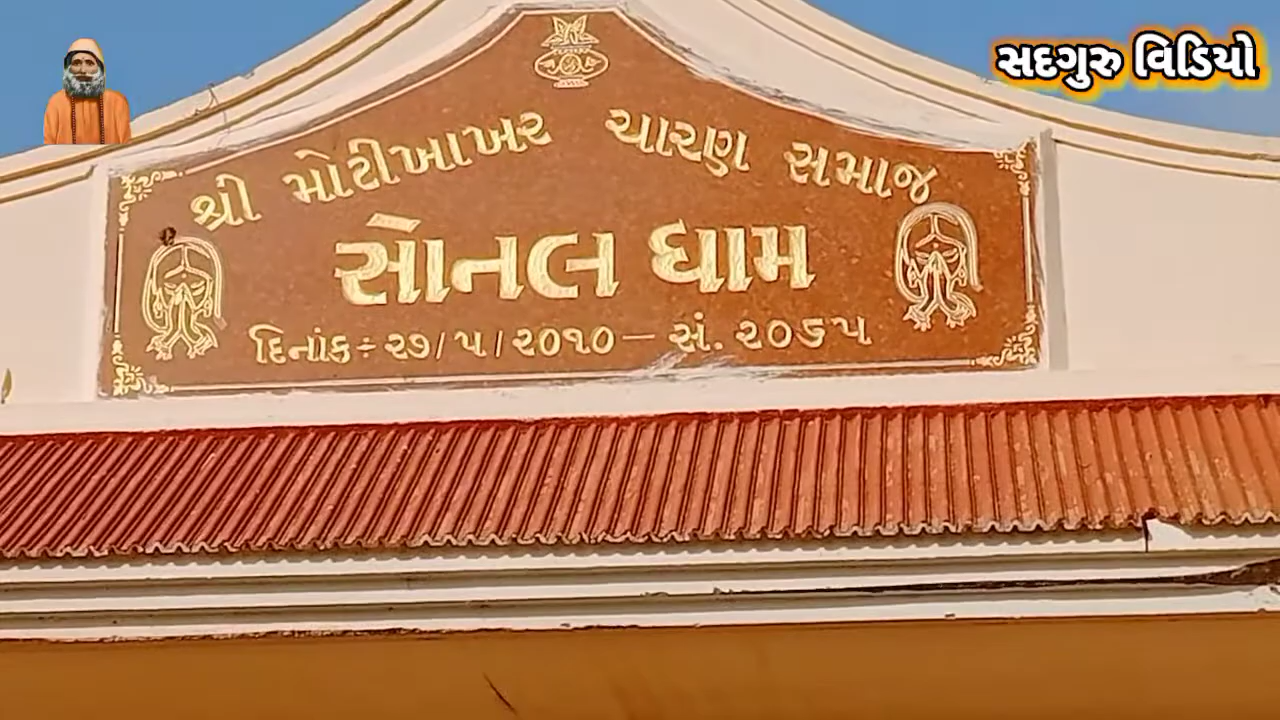 સદગુરુ વિડિયો
શ્રી મોટીખાખર ચારણ સમાજ
સોનલ ધામ
દિનાંક÷૨૭/૫/૨૦૧૦— સં. ૨૦૬૫